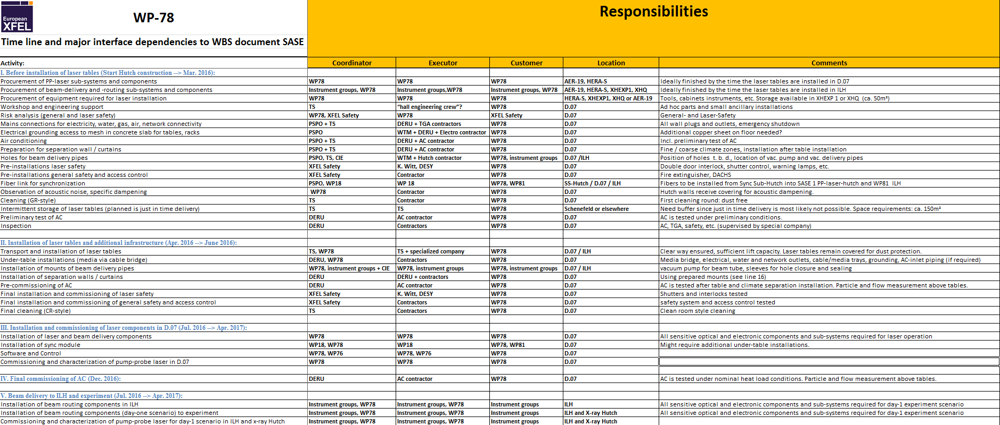 European
XFEL
WP-78
Responsibilities
Time line and major interface dependencies to WBS document SASE
Activity: Coordinator Executor Customer Location Comments
I. Before installation of laser tables (Start Hutch construction --> Mar. 2016):
Procurement of PP-laser sub-systems and components WP78 WP78 WP78 AER-19, HERA-S Ideally finished by the time the laser tables are installed in D.07
Procurement of beam-delivery and -routing sub-systems and components Instrument groups, WP78 Instrument groups,WP78 Instrument groups, WP78 AER-19, HERA-S, XHEXP1, XHQ Ideally finished by the time the laser tables are installed in ILH
Procurement of equipment required for laser installation WP78 WP78 WP78 HERA-S, XHEXP1, XHQ or AER-19 Tools, cabinets instruments, etc. Storage available in XHEXP 1 or XHQ (ca. 50m²)
Workshop and engineering support TS “hall engineering crew”? WP78 D.07 Ad hoc parts and small ancillary installations
Risk analysis (general and laser safety) WP78, XFEL Safety WP78 XFEL Safety D.07 General- and Laser-Safety
Mains connections for electricity, water, gas, air, network connectivity PSPO + TS DERU + TGA contractors WP78 D.07 All wall plugs and outlets, emergency shutdown
Electrical grounding access to mesh in concrete slab for tables, racks PSPO WTM + DERU + Electro contractor WP78 D.07 Additional copper sheet on floor needed?
Air conditioning PSPO + TS DERU + AC contractor WP78 D.07 Incl. preliminary test of AC
Preparation for separation wall / curtains PSPO + TS DERU + AC contractor WP78 D.07 Fine / coarse climate zones, installation after table installation
Holes for beam delivery pipes PSPO, TS, CIE WTM + Hutch contractor WP78, instrument groups D.07 /ILH Position of holes t. b. d., location of vac. pump and vac. delivery pipes
Pre-installations laser safety XFEL Safety K. Witt, DESY WP78 D.07 Double door interlock, shutter control, warning lamps, etc.
Pre-installations general safety and access control XFEL Safety Contractor WP78 D.07 Fire extinguisher, DACHS
Fiber link for synchronization PSPO, WP18 WP 18 WP78, WP81 SS-Hutch / D.07 / ILH Fibers to be installed from Sync Sub-Hutch into SASE 1 PP-laser-hutch and WP81 ILH
Observation of acoustic noise, specific dampening WP78 Contractor WP78 D.07 Hutch walls receive covering for acoustic dampening.
Cleaning (GR-style) TS Contractor WP78 D.07 First cleaning round: dust free
Intermittent storage of laser tables (planned is just in time delivery) TS TS WP78 Schenefeld or elsewhere Need buffer since just in time delivery is most likely not possible. Space requirements: ca. 150m²
Preliminary test of AC DERU AC contractor WP78 D.07 AC is tested under preliminary conditions.
Inspection DERU Contractors WP78 D.07 AC, TGA, safety, etc. (supervised by special company)
II. Installation of laser tables and additional infrastructure (Apr. 2016 --> June 2016):
Transport and installation of laser tables TS, WP78 TS + specialized company WP78 D.07 / ILH Clear way ensured, sufficient lift capacity. Laser tables remain covered for dust protection.
Under-table installations (media via cable bridge) DERU, WP78 Contractors WP78 D.07 Media bridge, electrical, water and network outlets, cable/media trays, grounding, AC-inlet piping (if required)
Installation of mounts of beam delivery pipes WP78, instrument groups + CIE WP78, instrument groups WP78, instrument groups D.07 / ILH vacuum pump for beam tube, sleeves for hole closure and sealing
Installation of separation walls / curtains DERU DERU + contractors WP78 D.07 Using prepared mounts (see line 16)
Pre-commissioning of AC DERU AC contractor WP78 D.07 AC is tested after table and climate separation installation. Particle and flow measurement above tables.
Final installation and commissioning of laser safety XFEL Safety K. Witt, DESY WP78 D.07 Shutters and interlocks tested
Final installation and commissioning of general safety and access control XFEL Safety Contractors WP78 D.07 safety system and access control tested
Final cleaning (CR-style) TS Contractors WP78 D.07 Clean room style cleaning
III. Installation and commissioning of laser components in D.07 (Jul. 2016 --> Apr. 2017):
Installation of laser and beam delivery components WP78 WP78 WP78 D.07 All sensitive optical and electronic components and sub-systems required for laser operation
Installation of sync module WP18, WP78 WP18 WP78, WP81 D.07 Might require additional under-table installations.
Software and Control WP78, WP76 WP78, WP76 WP78 D.07
Commissioning and characterization of pump-probe laser in D.07 WP78 WP78 WP78 D.07
IV. Final commissioning of AC (Dec. 2016): DERU AC contractor WP78 D.07 AC is tested under nominal heat load conditions. Particle and flow measurement above tables.
V. Beam delivery to ILH and experiment (Jul. 2016 --> Apr. 2017):
Installation of beam routing components in ILH Instrument groups, WP78 Instrument groups, WP78 Instrument groups ILH All sensitive optical and electronic components and sub-systems required for day-1 experiment scenario
Installation of beam routing components (day-one scenario) to experiment Instrument groups, WP78 Instrument groups, WP78 Instrument groups ILH and X-ray Hutch All sensitive optical and electronic components and sub-systems required for day-1 experiment scenario
Commissioning and characterization of pump-probe laser for day-1 scenario in ILH and x-ray Hutch Instrument groups, WP78 Instrument groups, WP78 Instrument groups ILH and X-ray Hutch